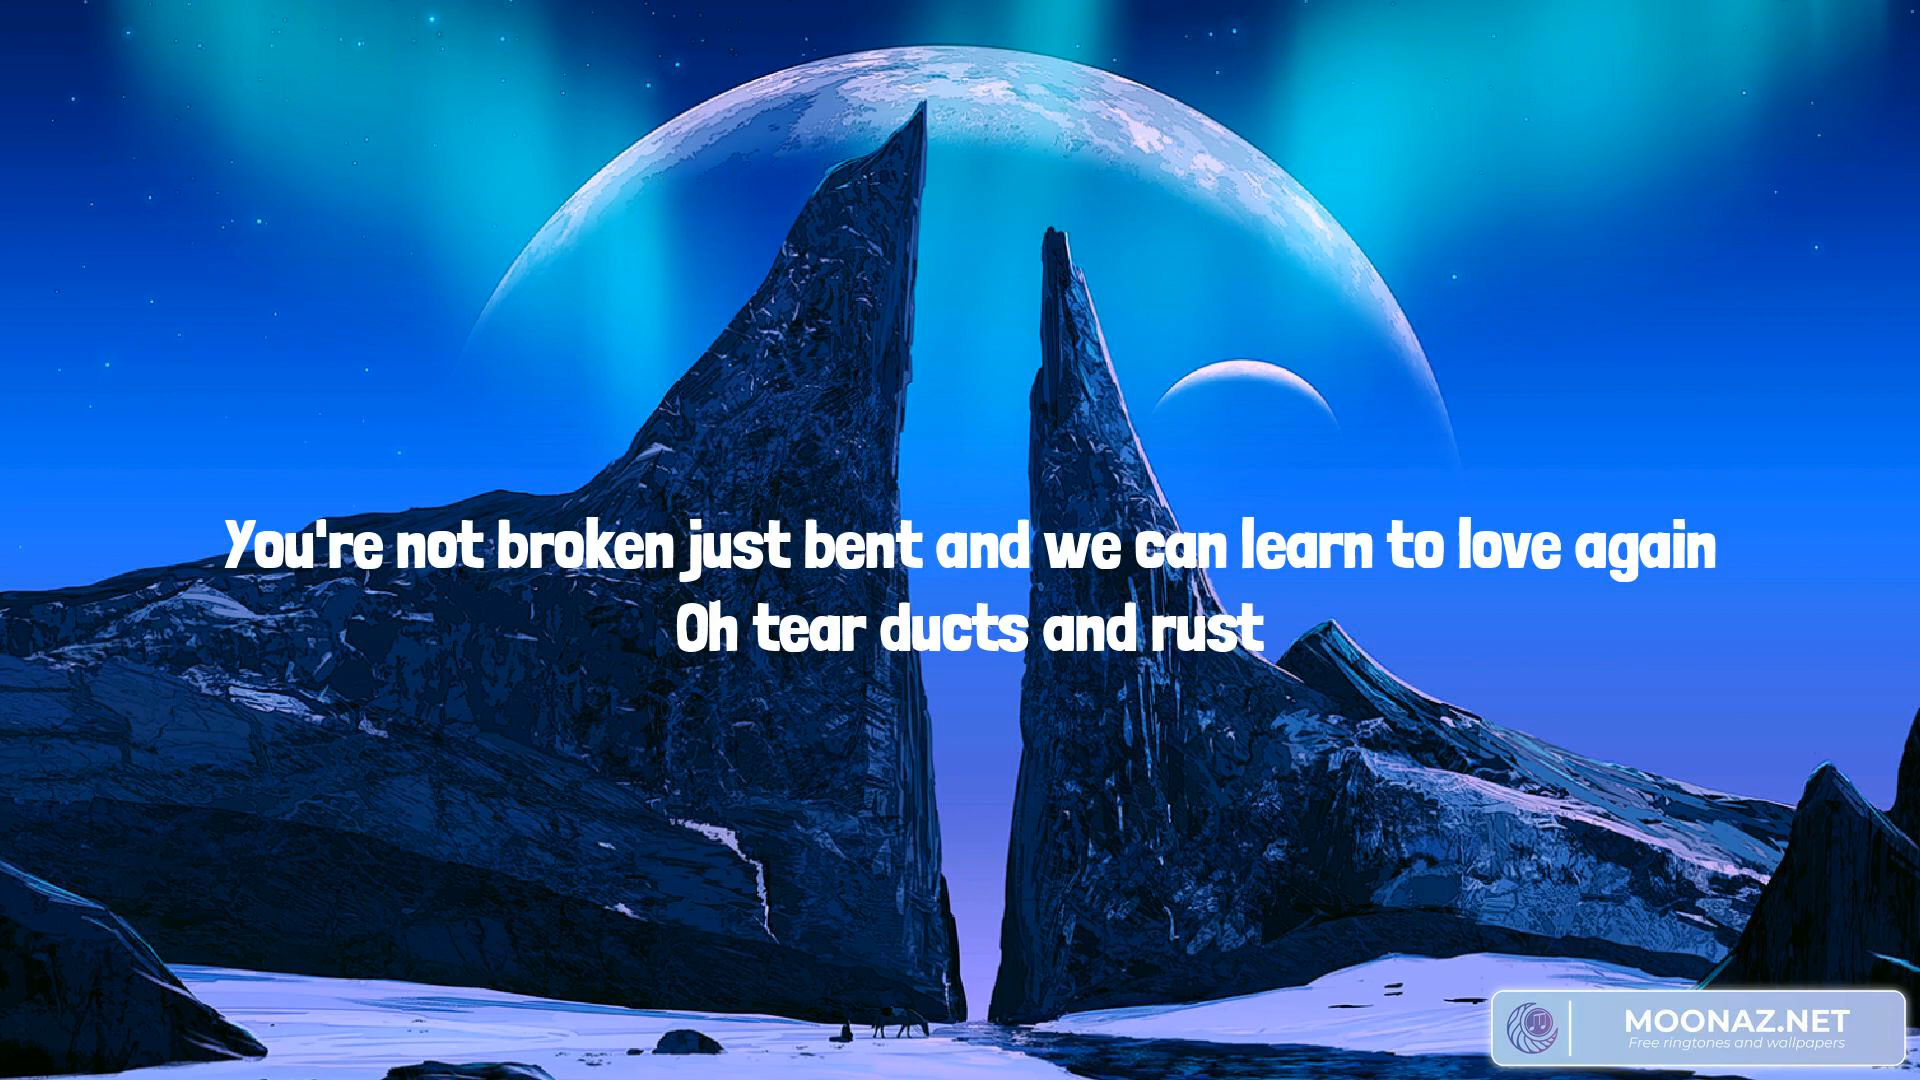 You're not broken just bent and we can learn to love again
Oh tear ducts and rust
MOONAZ.NET
Free ringtones and wallpapers